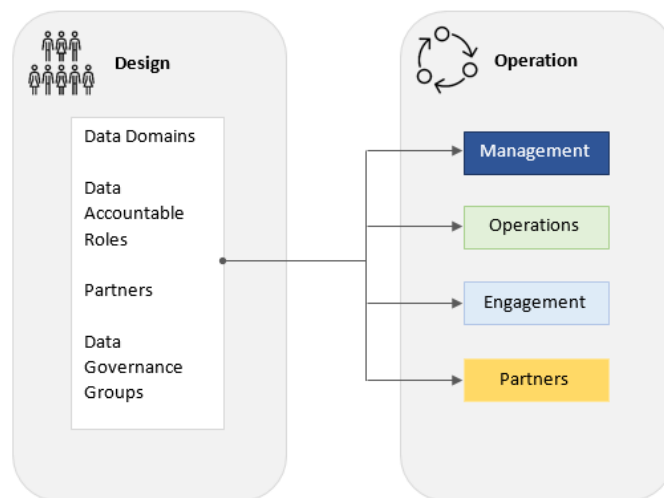 Design
Data Domains
Data
Accountable
Roles
Partners
Data
Governance
Groups
Operation
Management
Operations
Engagement
Partners